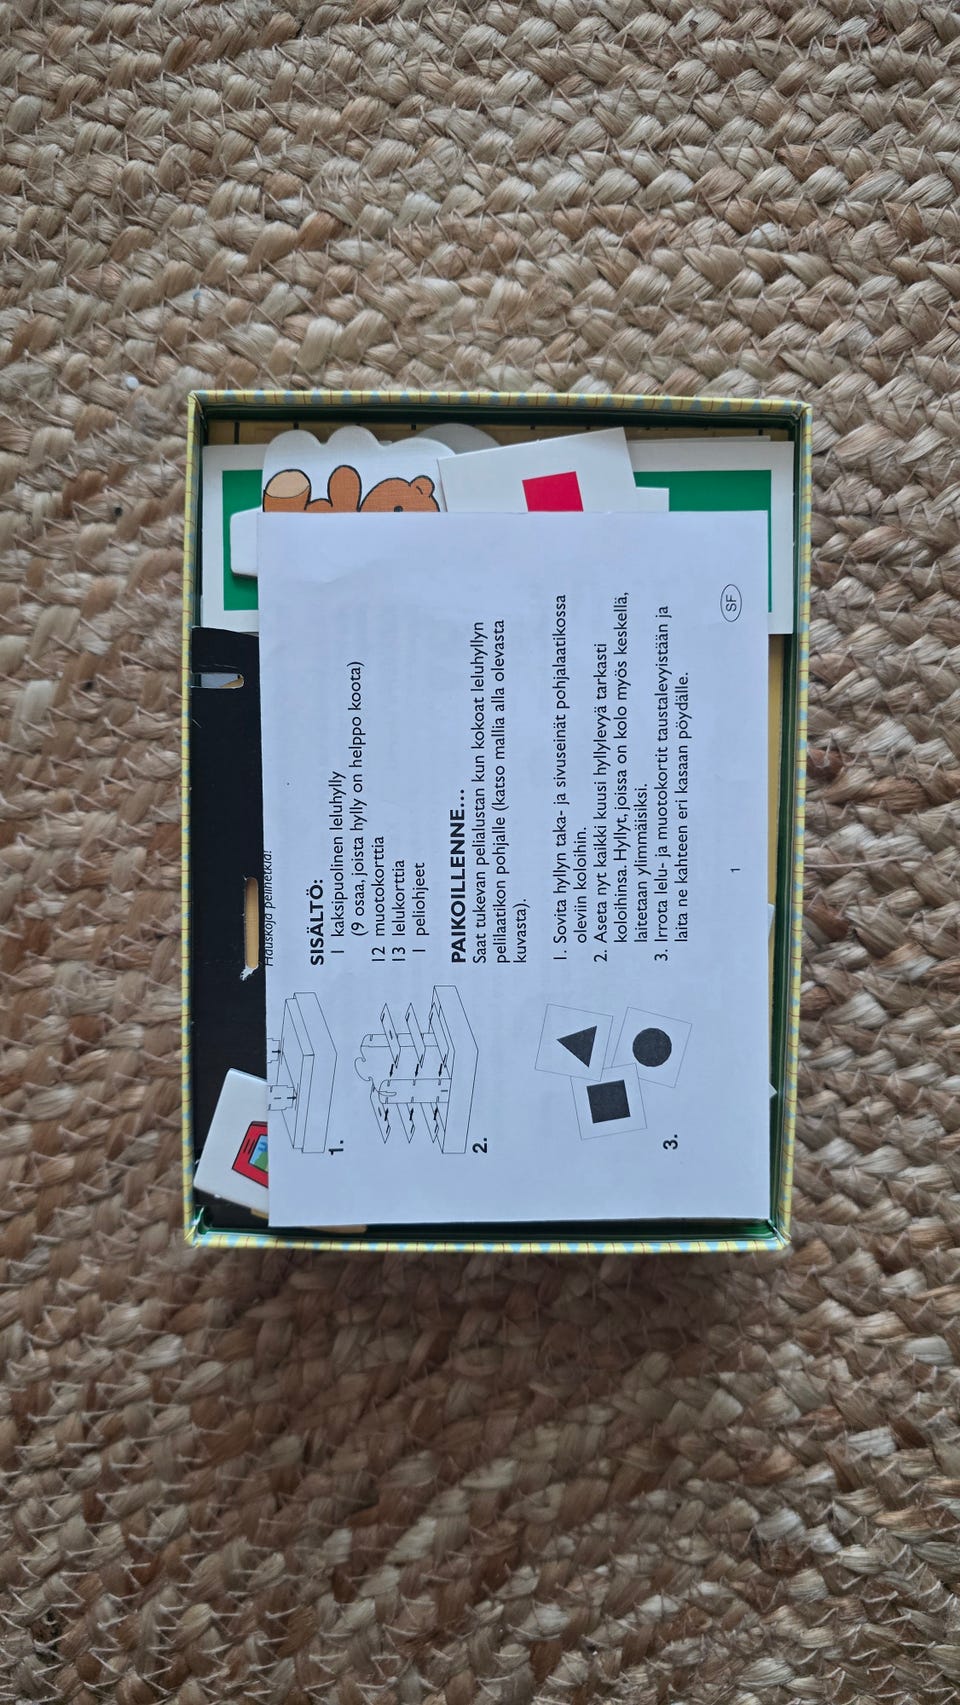 Hauskoja pelihetkiä!
SISÄLTÖ:
1 kaksipuolinen leluhylly
(9 osaa, joista hylly on helppo koota)
12 muotokorttia
13 lelukorttia
1 peliohjeet
PAIKOILLENNE...
Saat tukevan pelialustan kun kokoat leluhyllyn
pelilaatikon pohjalle (katso mallia alla olevasta
kuvasta).
1. Sovita hyllyn taka- ja sivuseinät pohjalaatikossa
oleviin koloihin.
2. Aseta nyt kaikki kuusi hyllylevyä tarkasti
koloihinsa. Hyllyt, joissa on kolo myös keskellä,
laitetaan ylimmäisiksi.
3. Irrota lelu- ja muotokortit taustalevyistään ja
laita ne kahteen eri kasaan pöydälle.
1
SF
1.
2.
3.